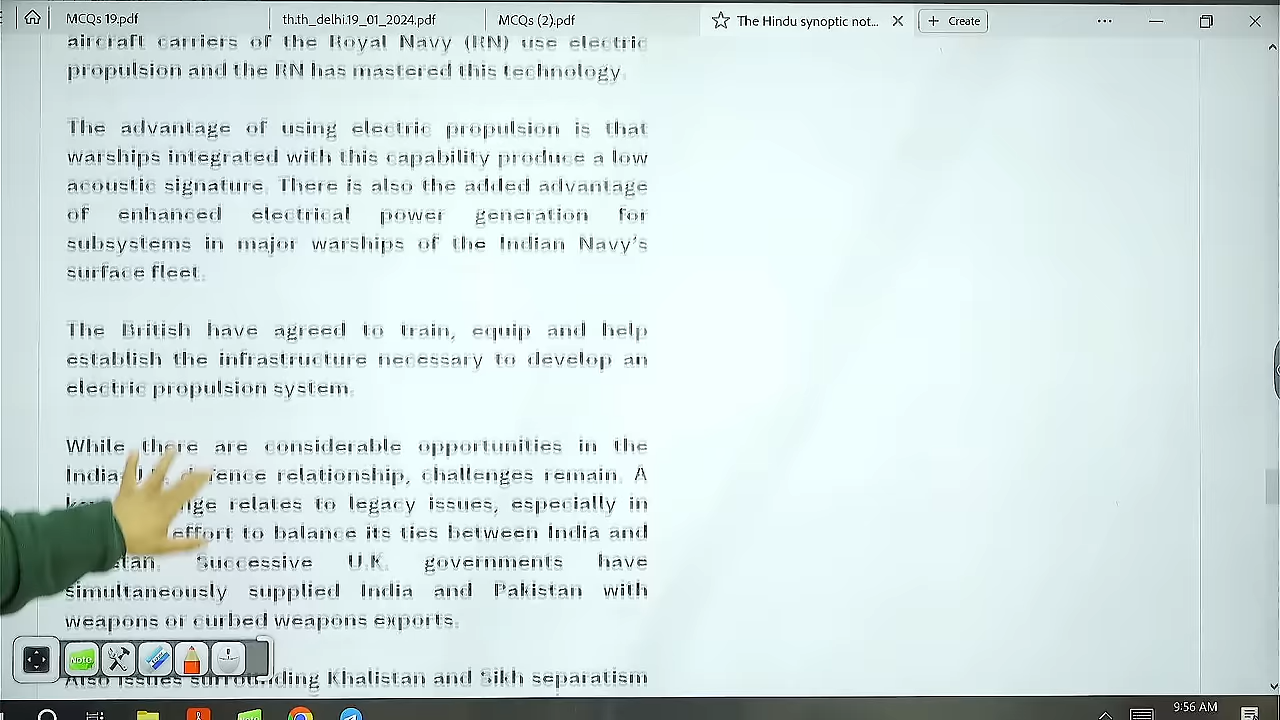 MCQs 19.pdf
th.th_delhi.19_01_2024.pdf
MCQs (2).pdf
The Hindu synoptic not...
+ Create
aircraft carriers of the Royal Navy (RN) use electric
propulsion and the RN has mastered this technology.
The advantage of using electric propulsion is that
warships integrated with this capability produce a low
acoustic signature. There is also the added advantage
of enhanced electrical power generation for
subsystems in major warships of the Indian Navy's
surface fleet.
The British have agreed to train, equip and help
establish the infrastructure necessary to develop an
electric propulsion system.
While there are considerable opportunities in the
India relationship, challenges remain. A
relates to legacy issues, especially in
effort to balance its ties between India and
Successive U.K. governments have
simultaneously supplied India and Pakistan with
weapons or curbed weapons exports.
Note
Also issues surrounding Khalistan and Sikh separatism
9:56 AM